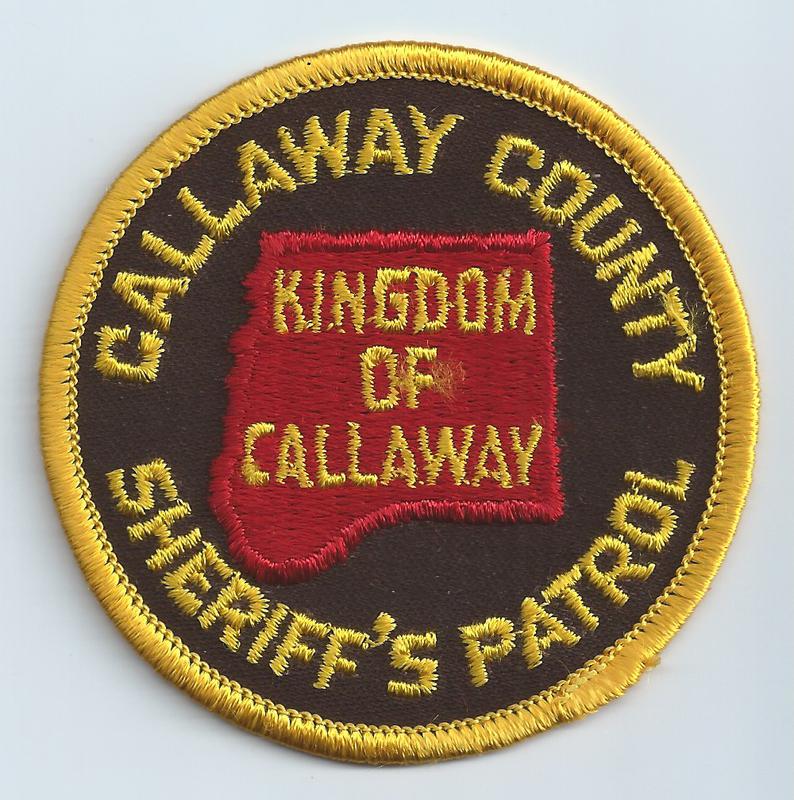 CALLAWAY COUNTY
KINGDOM
OF
CALLAWAY
SHERIFF'S PATROL